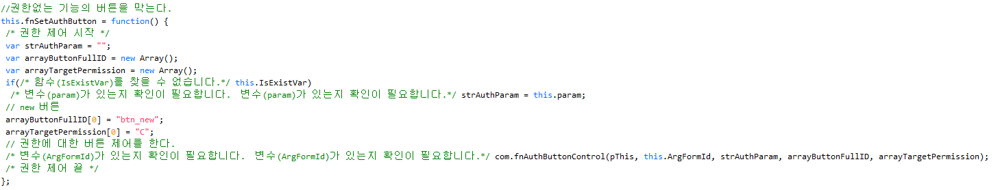 //권한없는 기능의 버튼을 막는다.
this.fnSetAuthButton = function() {
/* 권한 제어 시작 */
var strAuthParam = "";
var arrayButtonFullID = new Array();
var arrayTargetPermission = new Array();
if(/* 함수(IsExistVar)를 찾을 수 없습니다.*/ this.IsExistVar)
/* 변수(param)가 있는지 확인이 필요합니다. 변수(param)가 있는지 확인이 필요합니다.*/ strAuthParam = this.param;
// new 버튼
arrayButtonFullID[0] = "btn_new";
arrayTargetPermission[0] = "C";
// 권한에 대한 버튼 제어를 한다.
/* 변수(ArgFormId)가 있는지 확인이 필요합니다. 변수(ArgFormId)가 있는지 확인이 필요합니다.*/ com.fnAuthButtonControl(pThis, this.ArgFormId, strAuthParam, arrayButtonFullID, arrayTargetPermission);
/* 권한 제어 끝 */
};